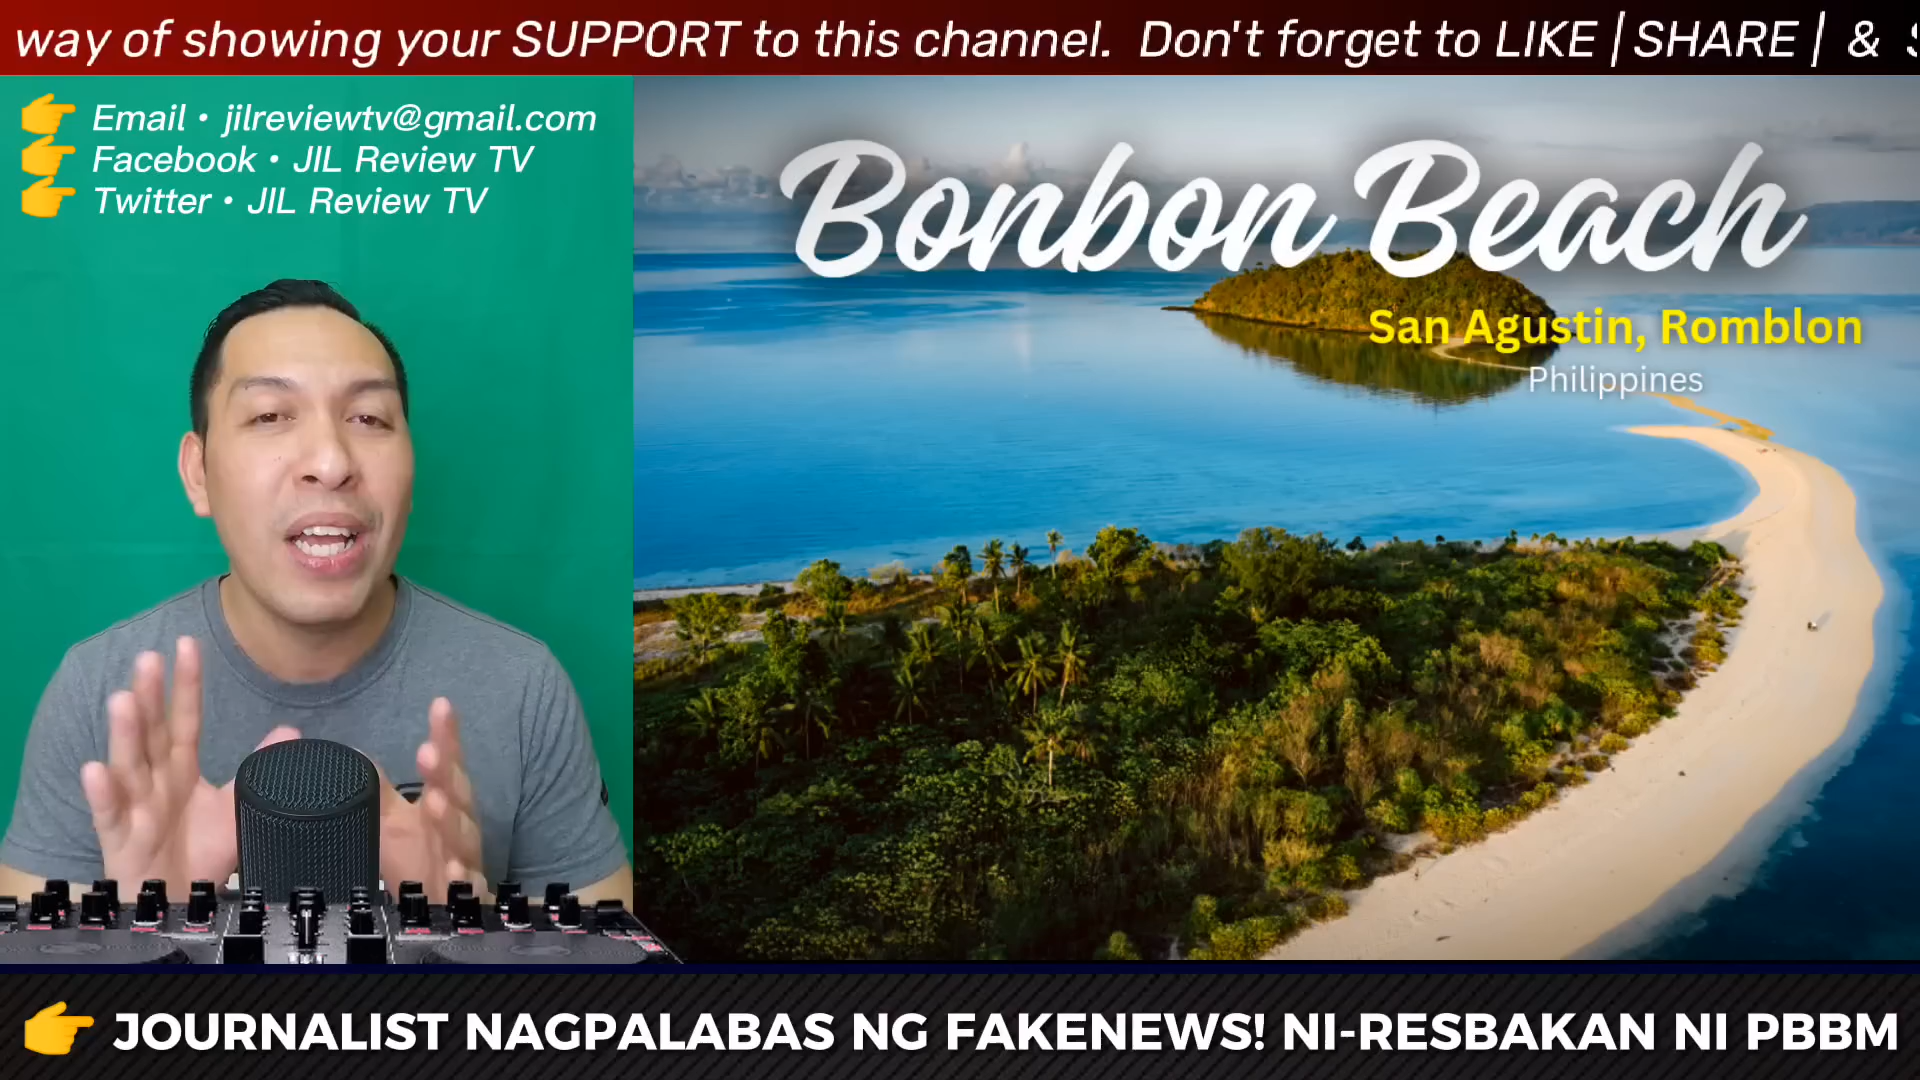 way of showing your SUPPORT to this channel. Don't forget to LIKE | SHARE | &
👉 Email • jilreviewtv@gmail.com
👉 Facebook • JIL Review TV
👉 Twitter • JIL Review TV
Bonbon Beach
San Agustin, Romblon
Philippines
👉 JOURNALIST NAGPALABAS NG FAKENEWS! NI-RESBAKAN NI PBBM